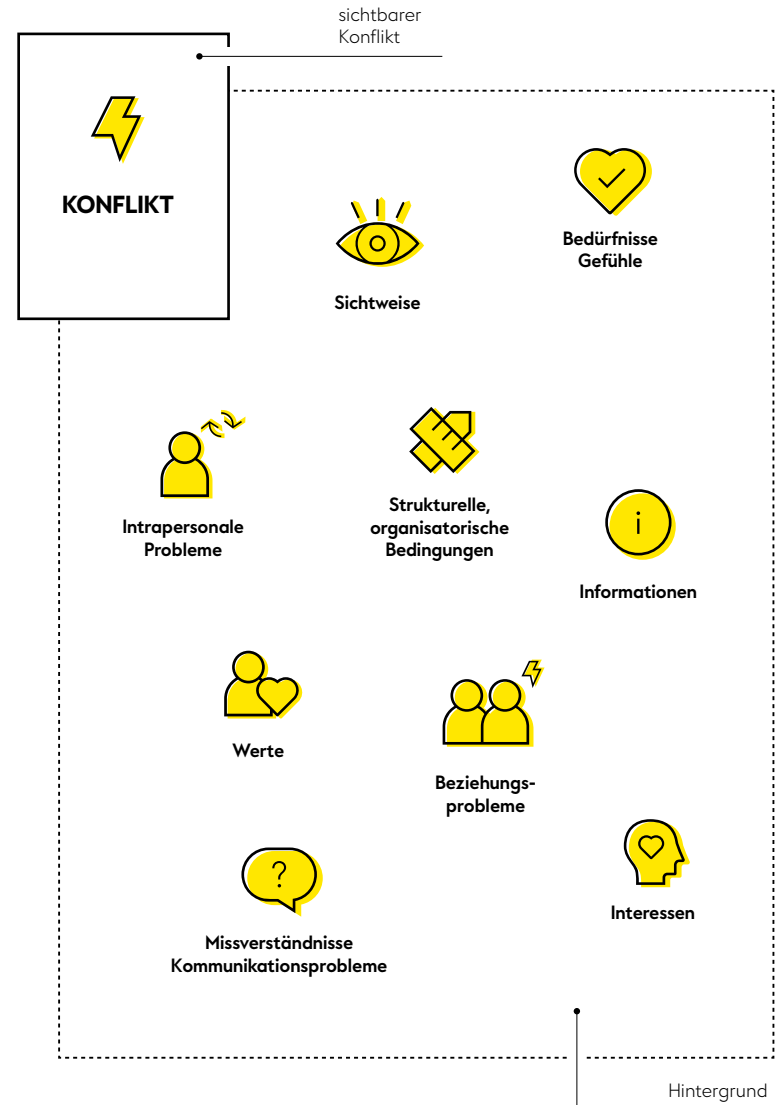 sichtbarer
Konflikt
KONFLIKT
Bedürfnisse
Gefühle
Sichtweise
Intrapersonale
Probleme
Strukturelle,
organisatorische
Bedingungen
i
Informationen
Werte
Beziehungs-
probleme
?
Missverständnisse
Kommunikationsprobleme
Interessen
Hintergrund